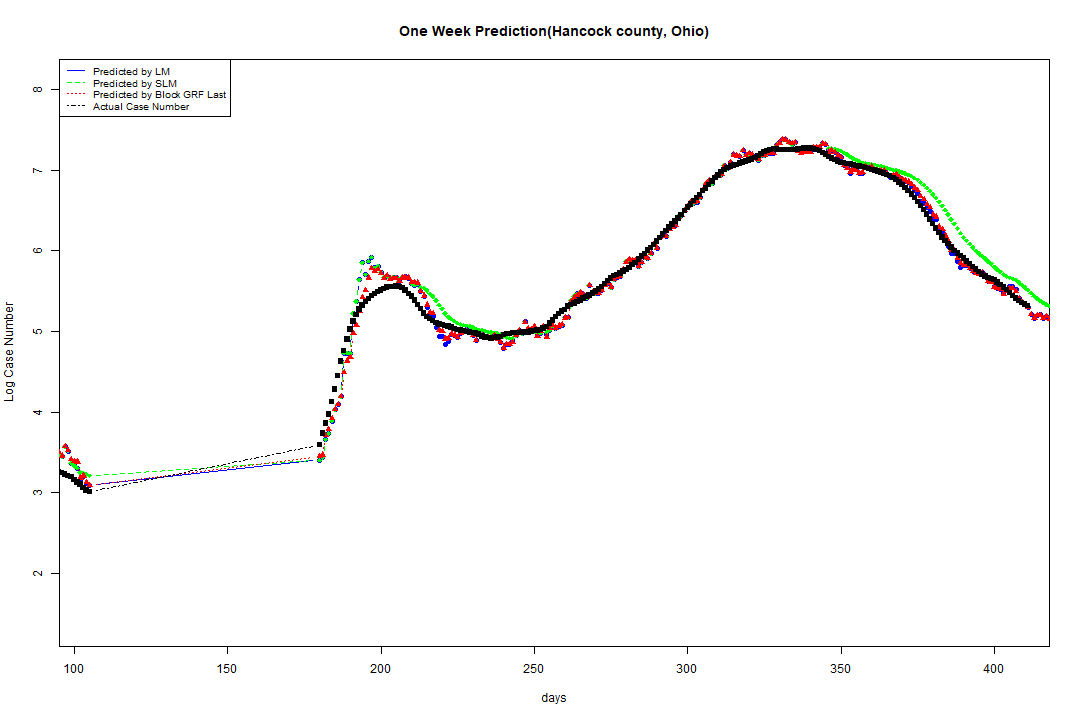 One Week Prediction(Hancock county, Ohio)
Predicted by LM
Predicted by SLM
Predicted by Block GRF Last
Actual Case Number
8
7
6
5
4
3
2
Log Case Number
100 150 200 250 300 350 400
days